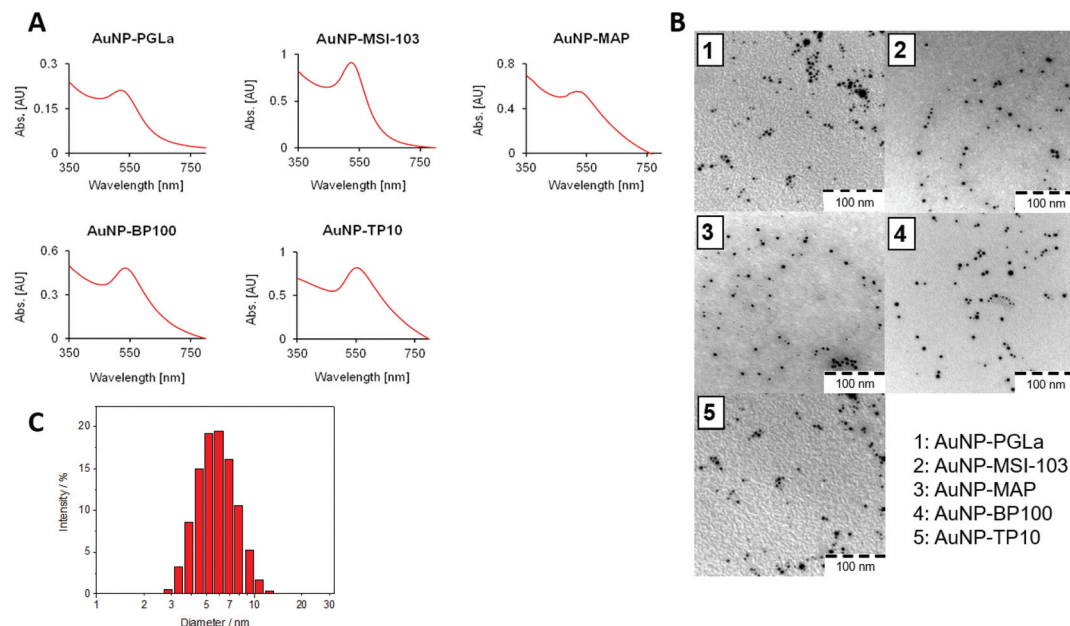 A
AuNP-PGLa
0.3
0.15
0
Abs. [AU]
350 550 750
Wavelength [nm]
AuNP-MSI-103
1
0.5
0
Abs. [AU]
350 550 750
Wavelength [nm]
AuNP-MAP
0.8
0.4
0
Abs. [AU]
350 550 750
Wavelength [nm]
AuNP-BP100
0.6
0.3
0
Abs. [AU]
350 550 750
Wavelength [nm]
AuNP-TP10
1
0.5
0
Abs. [AU]
350 550 750
Wavelength [nm]
B
1
100 nm
2
100 nm
3
100 nm
4
100 nm
5
100 nm
1: AuNP-PGLa
2: AuNP-MSI-103
3: AuNP-MAP
4: AuNP-BP100
5: AuNP-TP10
C
20
15
10
5
0
Intensity / %
1 2 3 5 7 10 20 30
Diameter / nm